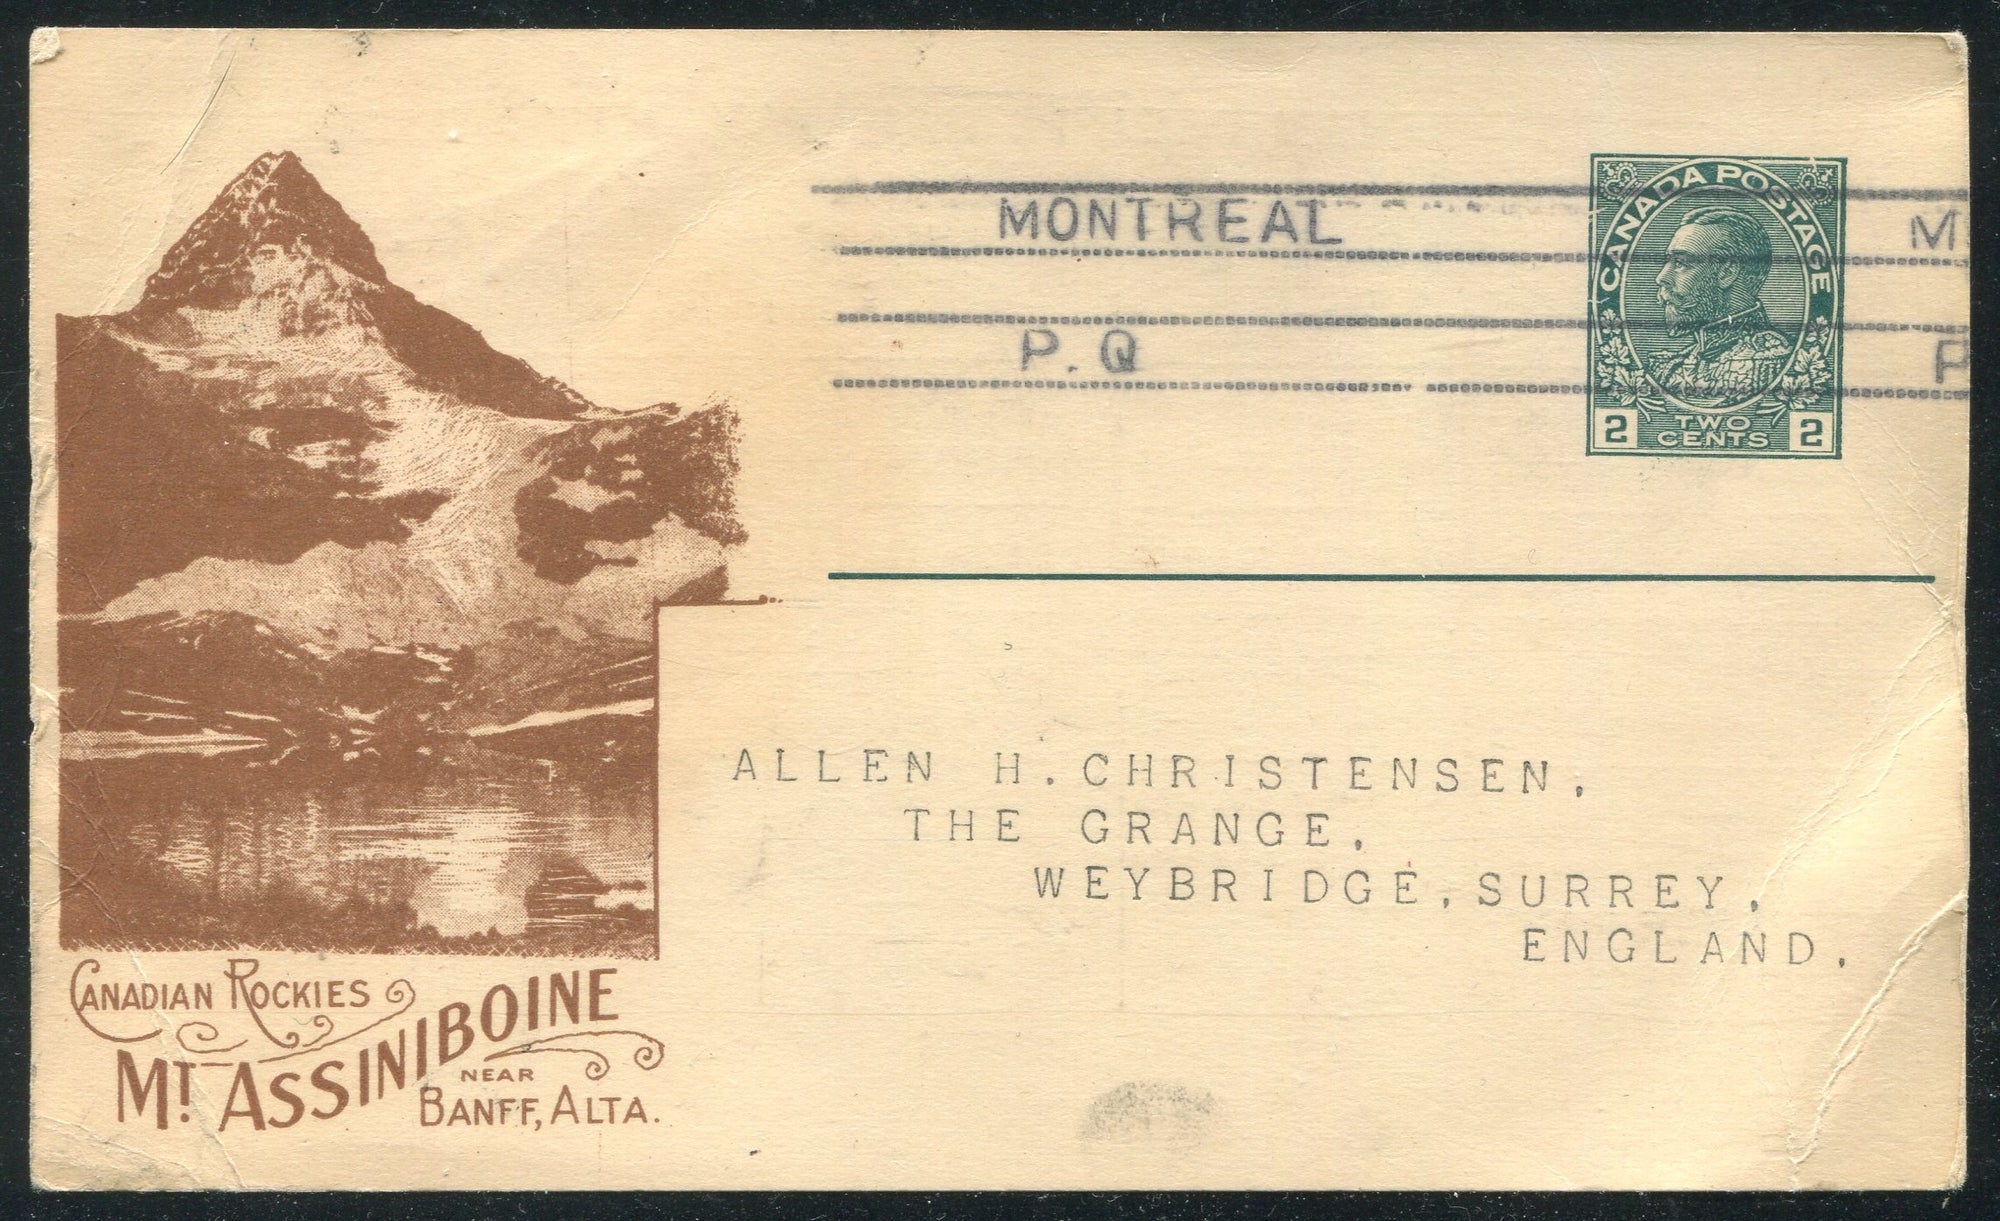 MONTREAL
P.Q
CANADA POSTAGE
2 TWO CENTS 2
ALLEN H. CHRISTENSEN,
THE GRANGE,
WEYBRIDGE, SURREY,
ENGLAND.
CANADIAN ROCKIES
MT. ASSINIBOINE
NEAR
BANFF, ALTA.